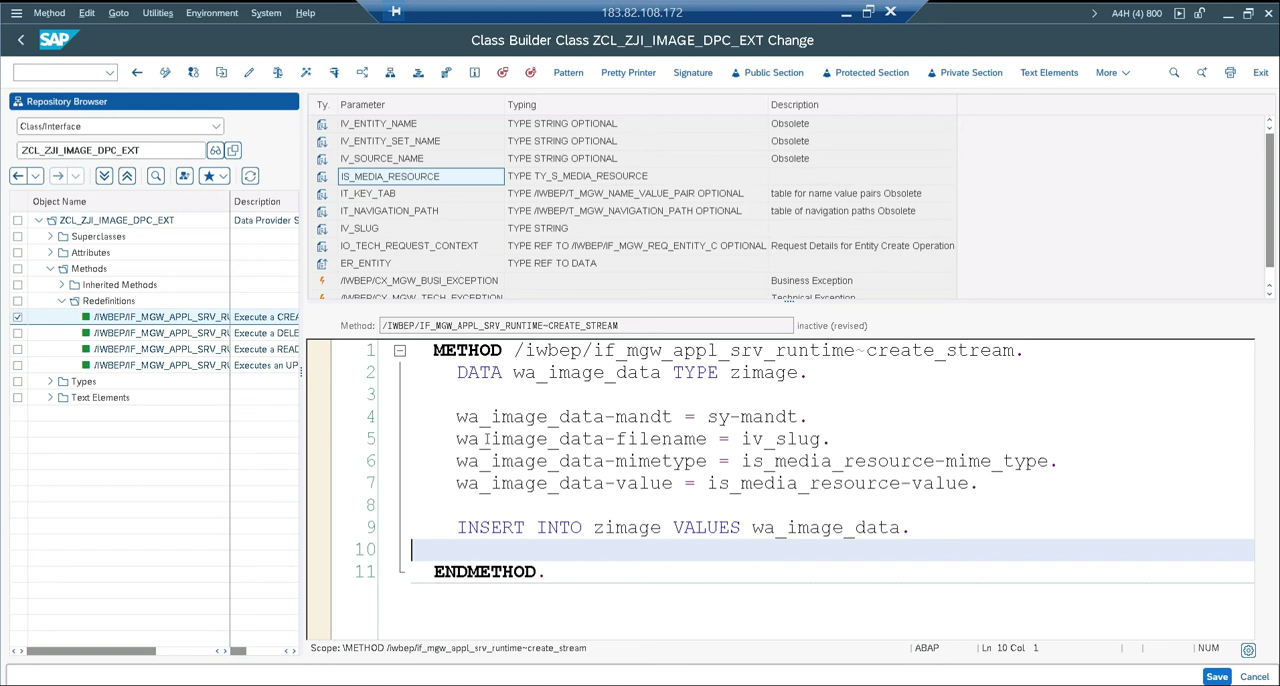 Method Edit Goto Utilities Environment System Help 183.82.108.172 A4H (4) 800
SAP Class Builder Class ZCL_ZJI_IMAGE_DPC_EXT Change
Pattern Pretty Printer Signature Public Section Protected Section Private Section Text Elements More Exit
Repository Browser
Class/Interface
ZCL_ZJI_IMAGE_DPC_EXT
Object Name Description
ZCL_ZJI_IMAGE_DPC_EXT Data Provider S
Superclasses
Attributes
Methods
Inherited Methods
Redefinitions
/IWBEP/IF_MGW_APPL_SRV_RU Execute a CREA
/IWBEP/IF_MGW_APPL_SRV_RU Execute a DELE
/IWBEP/IF_MGW_APPL_SRV_RU Execute a READ
/IWBEP/IF_MGW_APPL_SRV_RU Executes an UP
Types
Text Elements
Ty. Parameter Typing Description
IV_ENTITY_NAME TYPE STRING OPTIONAL Obsolete
IV_ENTITY_SET_NAME TYPE STRING OPTIONAL Obsolete
IV_SOURCE_NAME TYPE STRING OPTIONAL Obsolete
IS_MEDIA_RESOURCE TYPE TY_S_MEDIA_RESOURCE
IT_KEY_TAB TYPE /IWBEP/T_MGW_NAME_VALUE_PAIR OPTIONAL table for name value pairs Obsolete
IT_NAVIGATION_PATH TYPE /IWBEP/T_MGW_NAVIGATION_PATH OPTIONAL table of navigation paths Obsolete
IV_SLUG TYPE STRING
IO_TECH_REQUEST_CONTEXT TYPE REF TO /IWBEP/IF_MGW_REQ_ENTITY_C OPTIONAL Request Details for Entity Create Operation
ER_ENTITY TYPE REF TO DATA
/IWBEP/CX_MGW_BUSI_EXCEPTION Business Exception
/IWBEP/CX_MGW_TECH_EXCEPTION Technical Exception
Method: /IWBEP/IF_MGW_APPL_SRV_RUNTIME~CREATE_STREAM inactive (revised)
1 METHOD /iwbep/if_mgw_appl_srv_runtime~create_stream.
2 DATA wa_image_data TYPE zimage.
3
4 wa_image_data-mandt = sy-mandt.
5 wa_image_data-filename = iv_slug.
6 wa_image_data-mimetype = is_media_resource-mime_type.
7 wa_image_data-value = is_media_resource-value.
8
9 INSERT INTO zimage VALUES wa_image_data.
10
11 ENDMETHOD.
Scope: \METHOD /iwbep/if_mgw_appl_srv_runtime~create_stream ABAP Ln 10 Col 1 NUM
Save Cancel